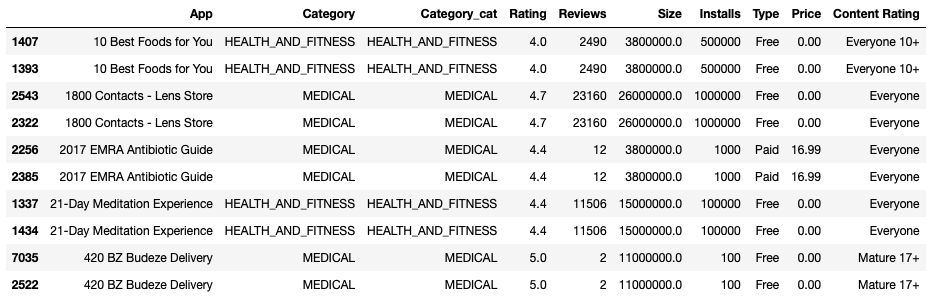 App Category Category_cat Rating Reviews Size Installs Type Price Content Rating
1407 10 Best Foods for You HEALTH_AND_FITNESS HEALTH_AND_FITNESS 4.0 2490 3800000.0 500000 Free 0.00 Everyone 10+
1393 10 Best Foods for You HEALTH_AND_FITNESS HEALTH_AND_FITNESS 4.0 2490 3800000.0 500000 Free 0.00 Everyone 10+
2543 1800 Contacts - Lens Store MEDICAL MEDICAL 4.7 23160 26000000.0 1000000 Free 0.00 Everyone
2322 1800 Contacts - Lens Store MEDICAL MEDICAL 4.7 23160 26000000.0 1000000 Free 0.00 Everyone
2256 2017 EMRA Antibiotic Guide MEDICAL MEDICAL 4.4 12 3800000.0 1000 Paid 16.99 Everyone
2385 2017 EMRA Antibiotic Guide MEDICAL MEDICAL 4.4 12 3800000.0 1000 Paid 16.99 Everyone
1337 21-Day Meditation Experience HEALTH_AND_FITNESS HEALTH_AND_FITNESS 4.4 11506 15000000.0 100000 Free 0.00 Everyone
1434 21-Day Meditation Experience HEALTH_AND_FITNESS HEALTH_AND_FITNESS 4.4 11506 15000000.0 100000 Free 0.00 Everyone
7035 420 BZ Budeze Delivery MEDICAL MEDICAL 5.0 2 11000000.0 100 Free 0.00 Mature 17+
2522 420 BZ Budeze Delivery MEDICAL MEDICAL 5.0 2 11000000.0 100 Free 0.00 Mature 17+